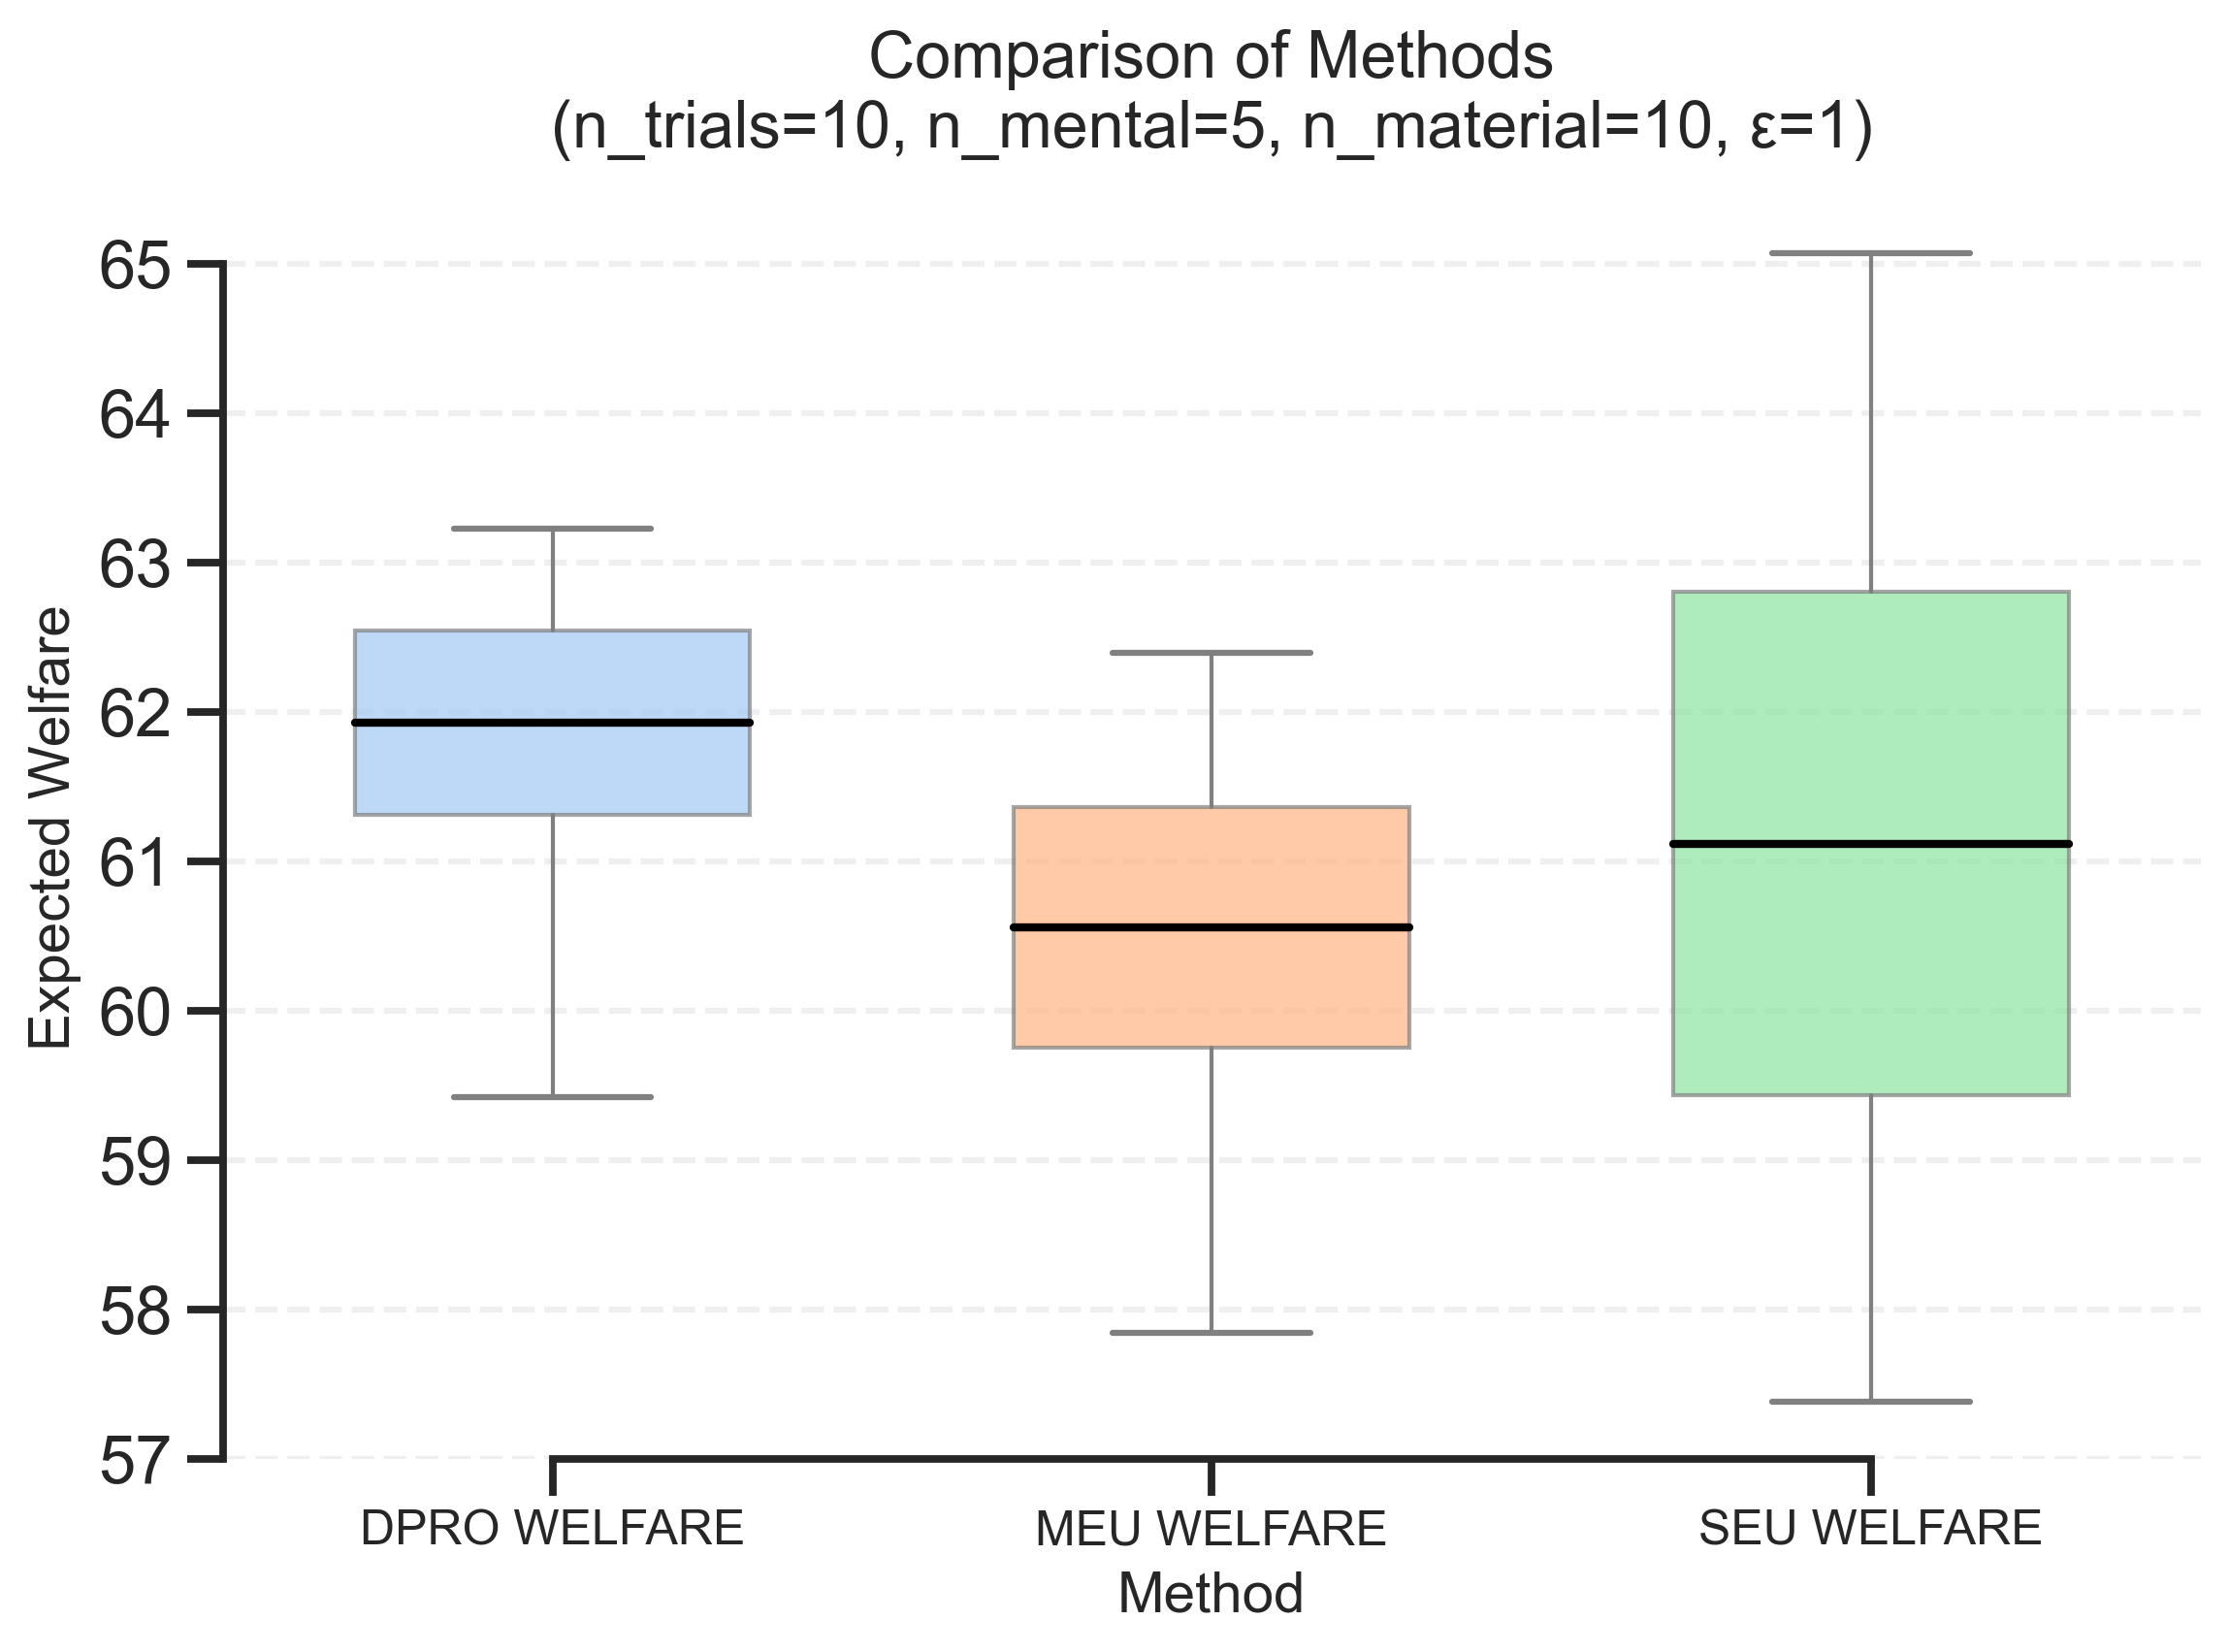 Comparison of Methods
(n_trials=10, n_mental=5, n_material=10, ε=1)
Expected Welfare
65
64
63
62
61
60
59
58
57
DPRO WELFARE
MEU WELFARE
SEU WELFARE
Method